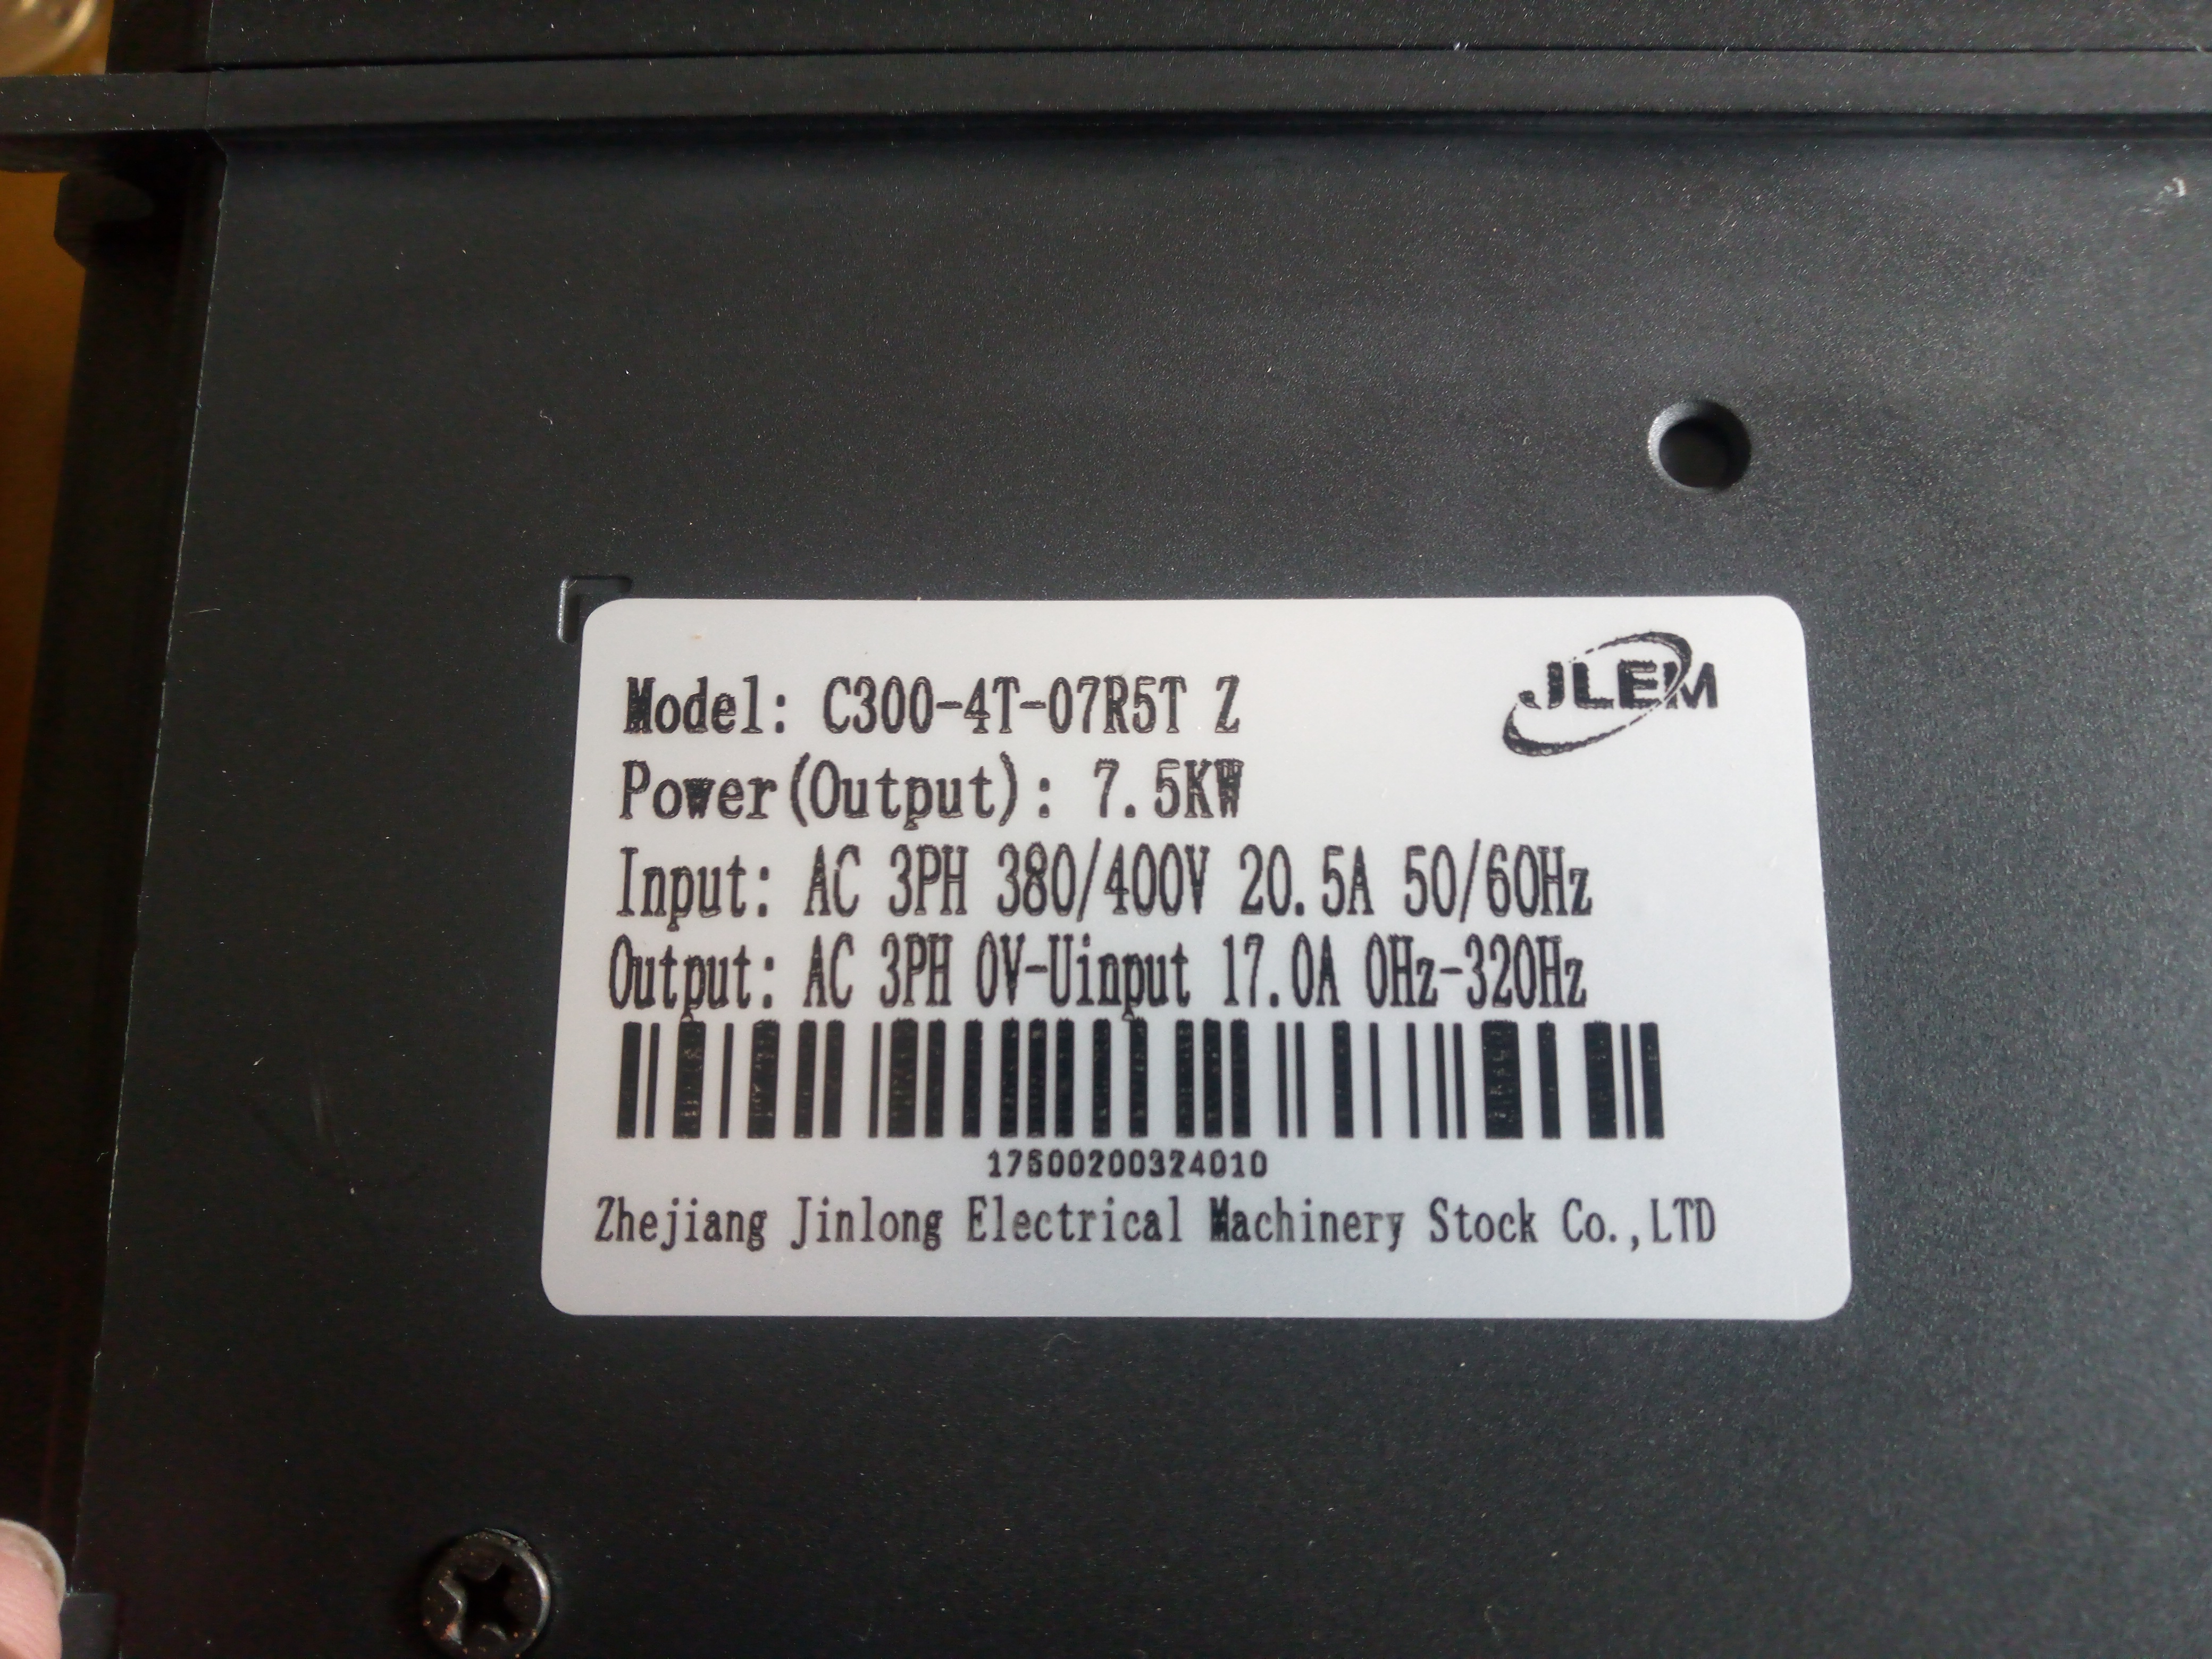 JLEM
Model: C300-4T-07R5T Z
Power(Output): 7.5KW
Input: AC 3PH 380/400V 20.5A 50/60Hz
Output: AC 3PH 0V-Uinput 17.0A 0Hz-320Hz
17500200324010
Zhejiang Jinlong Electrical Machinery Stock Co.,LTD